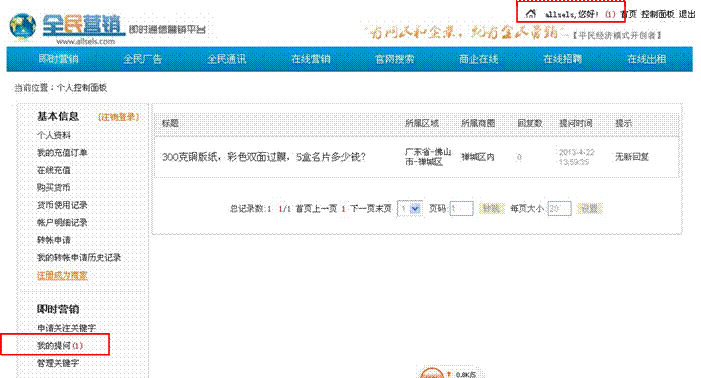 allsels,您好! (1) 首页 控制面板 退出
全民营销 即时通信营销平台
www.allsels.com
【平民经济模式开创者】
即时营销 全民广告 全民通讯 在线营销 官网搜索 商企在线 在线招聘 在线出租
当前位置：个人控制面板
基本信息 (注销登录)
个人资料
我的充值订单
在线充值
购买货币
货币使用记录
帐户明细记录
转帐申请
我的转帐申请历史记录
注册成为商家
即时营销
申请关注关键字
我的提问(1)
管理关键字
标题 所属区域 所属商圈 回复数 提问时间 提示
300克铜版纸，彩色双面过膜，5盒名片多少钱? 广东省-佛山市-禅城区 禅城区内 0 2013-4-22 13:59:35 无新回复
总记录数:1 1/1 首页上一页 1 下一页末页 1 页码:1 转跳 每页大小:20 设置
0.8K/S